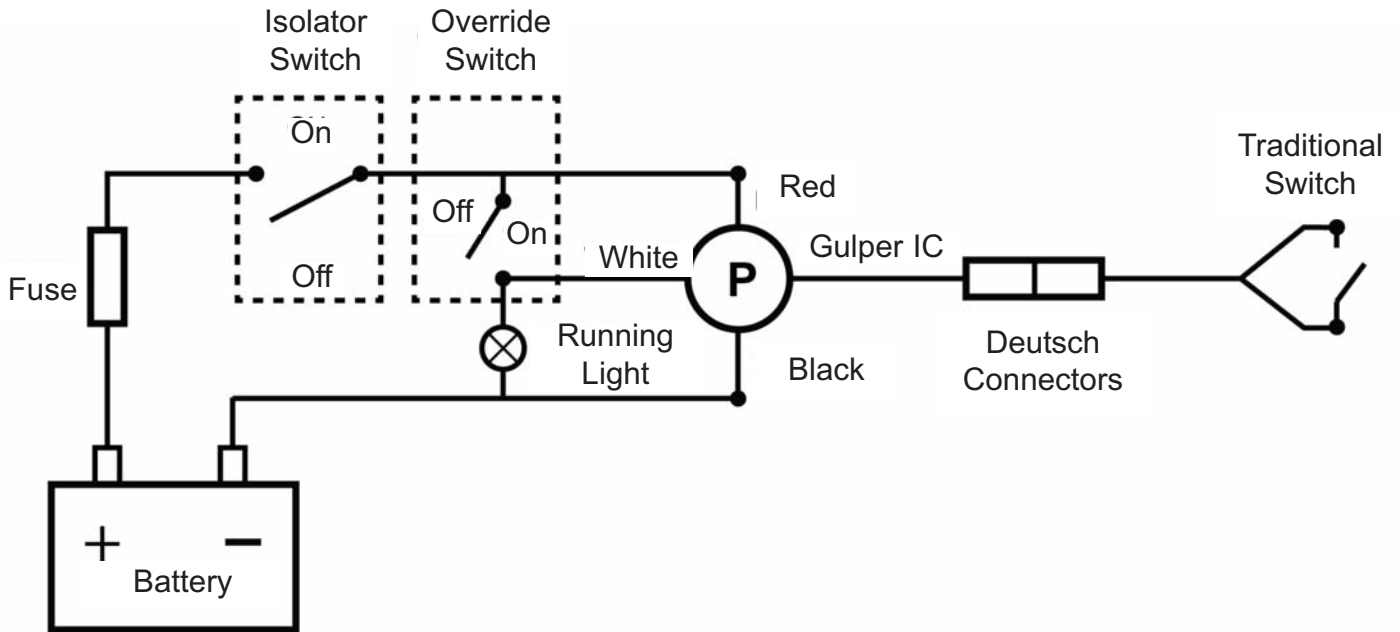 Isolator
Switch
Override
Switch
On
Off
Off
On
Fuse
White
Red
Gulper IC
P
Running
Light
Black
Deutsch
Connectors
Traditional
Switch
+
−
Battery